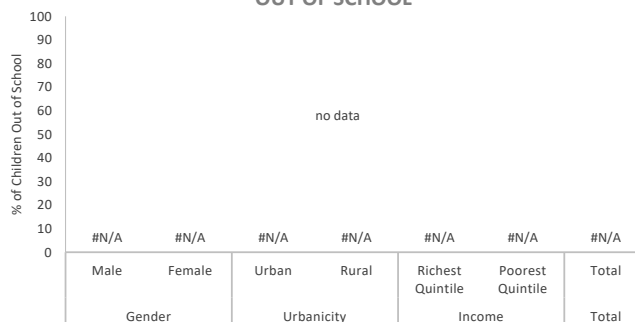 OUT OF SCHOOL
% of Children Out of School
100
90
80
70
60
50
40
30
20
10
0
no data
#N/A #N/A #N/A #N/A #N/A #N/A #N/A
Male Female Urban Rural Richest Quintile Poorest Quintile Total
Gender Urbanicity Income Total